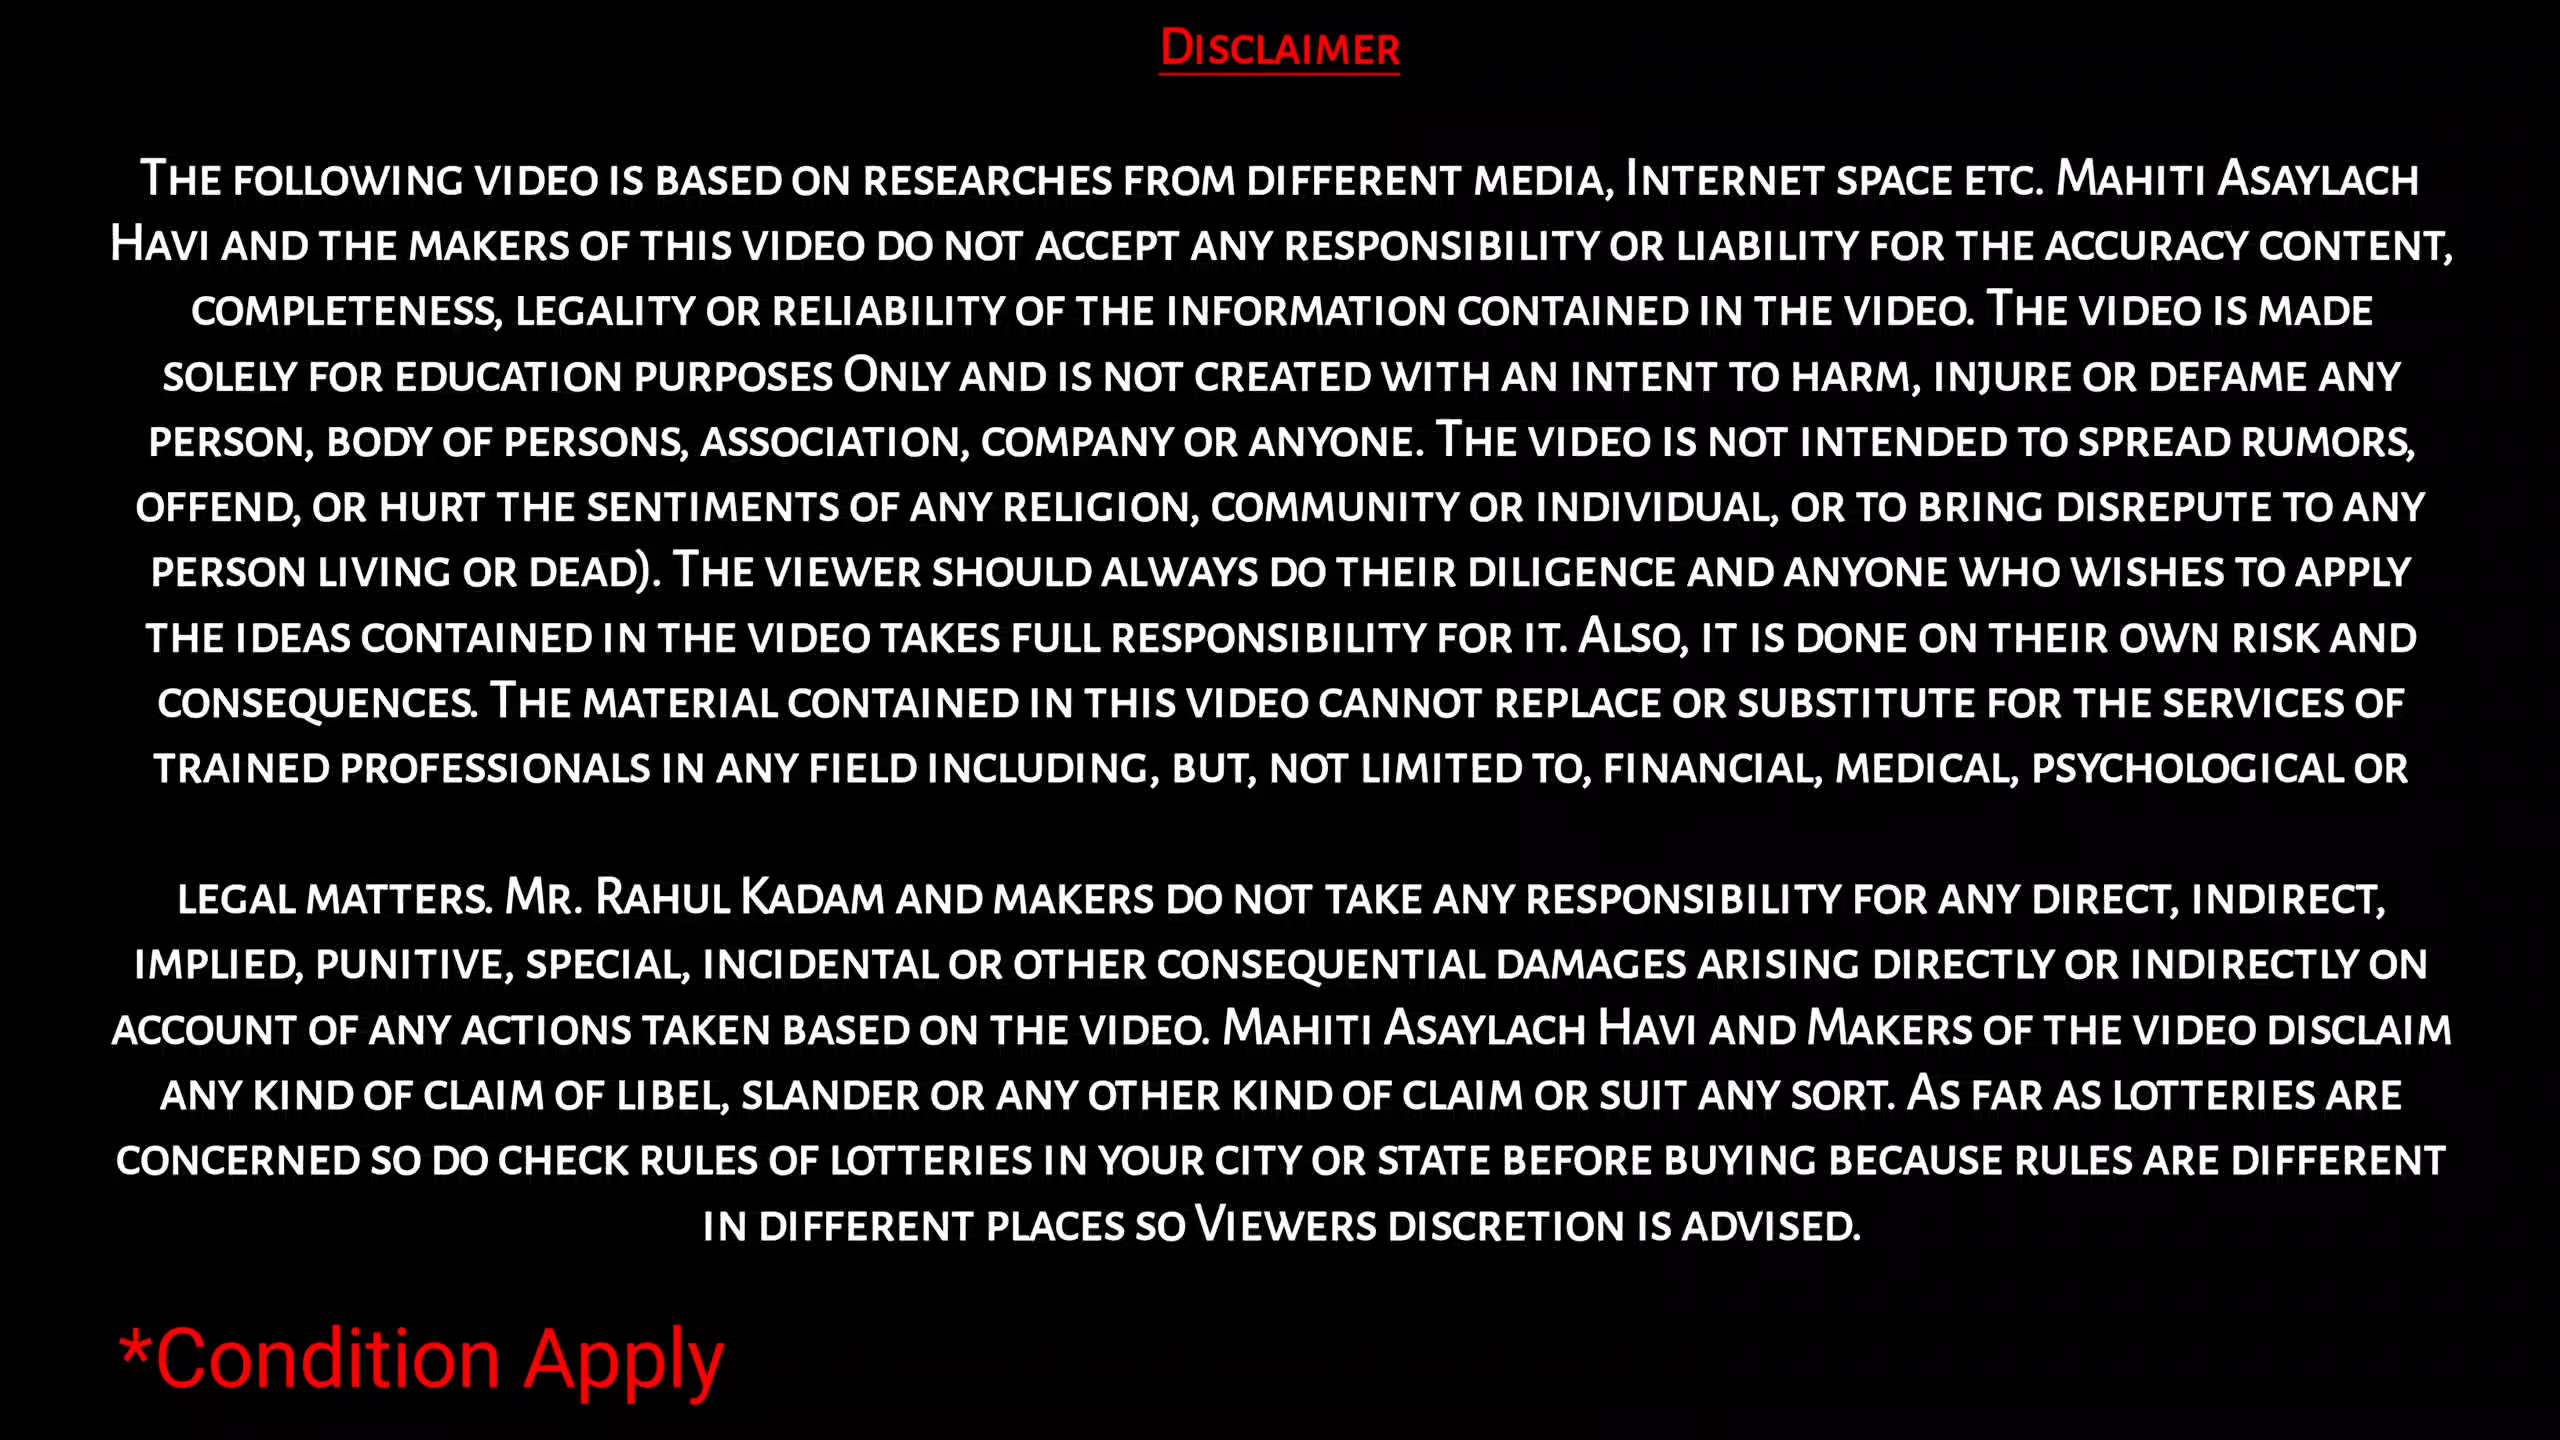 Disclaimer
The following video is based on researches from different media, Internet space etc. Mahiti Asaylach
Havi and the makers of this video do not accept any responsibility or liability for the accuracy content,
completeness, legality or reliability of the information contained in the video. The video is made
solely for education purposes Only and is not created with an intent to harm, injure or defame any
person, body of persons, association, company or anyone. The video is not intended to spread rumors,
offend, or hurt the sentiments of any religion, community or individual, or to bring disrepute to any
person living or dead). The viewer should always do their diligence and anyone who wishes to apply
the ideas contained in the video takes full responsibility for it. Also, it is done on their own risk and
consequences. The material contained in this video cannot replace or substitute for the services of
trained professionals in any field including, but, not limited to, financial, medical, psychological or
legal matters. Mr. Rahul Kadam and makers do not take any responsibility for any direct, indirect,
implied, punitive, special, incidental or other consequential damages arising directly or indirectly on
account of any actions taken based on the video. Mahiti Asaylach Havi and Makers of the video disclaim
any kind of claim of libel, slander or any other kind of claim or suit any sort. As far as lotteries are
concerned so do check rules of lotteries in your city or state before buying because rules are different
in different places so Viewers discretion is advised.
*Condition Apply